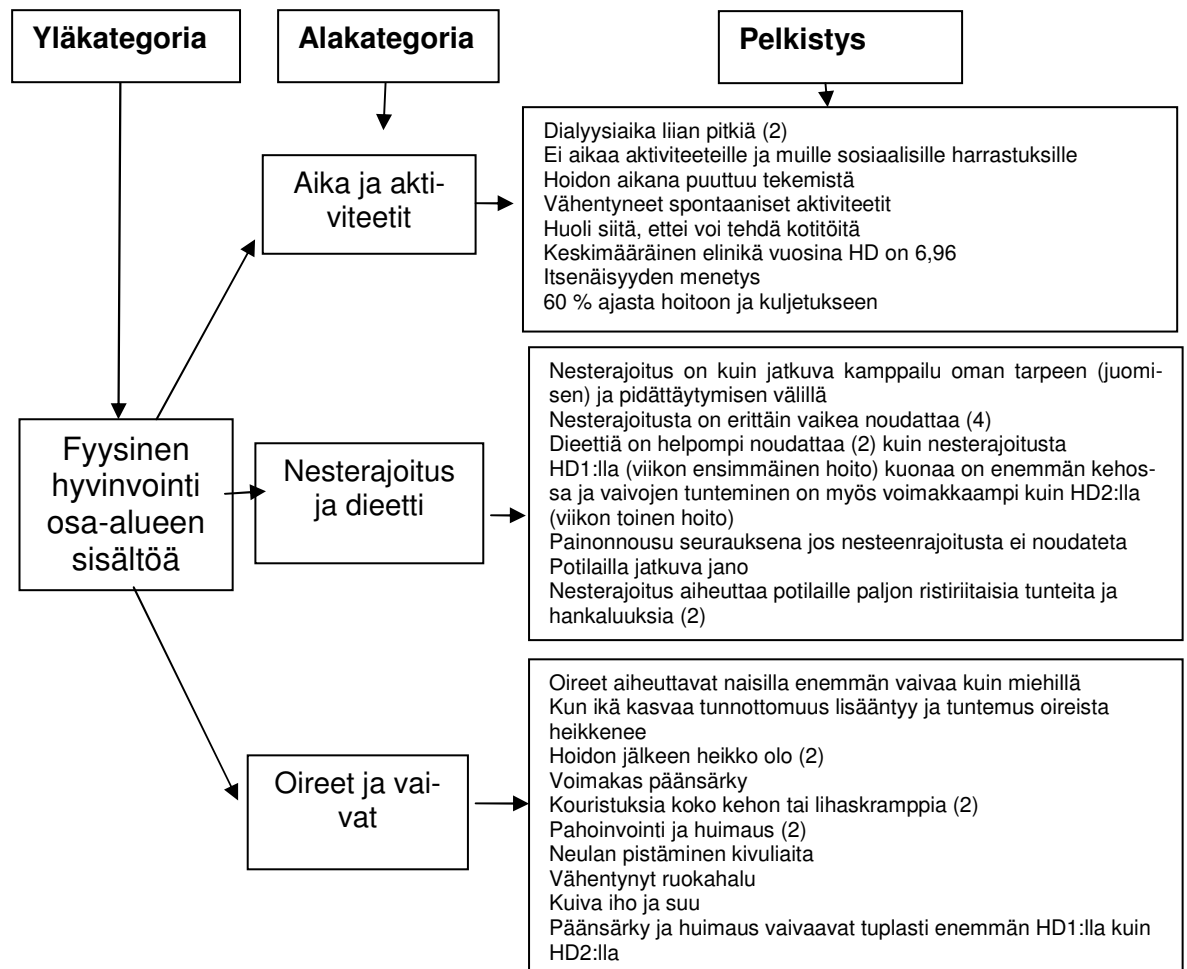 Yläkategoria
Alakategoria
Pelkistys
Fyysinen
hyvinvointi
osa-alueen
sisältöä
Aika ja akti-
viteetit
Dialyysiaika liian pitkiä (2)
Ei aikaa aktiviteeteille ja muille sosiaalisille harrastuksille
Hoidon aikana puuttuu tekemistä
Vähentyneet spontaaniset aktiviteetit
Huoli siitä, ettei voi tehdä kotitöitä
Keskimääräinen elinikä vuosina HD on 6,96
Itsenäisyyden menetys
60 % ajasta hoitoon ja kuljetukseen
Nesterajoitus
ja dieetti
Nesterajoitus on kuin jatkuva kamppailu oman tarpeen (juomi-
sen) ja pidättäytymisen välillä
Nesterajoitusta on erittäin vaikea noudattaa (4)
Dieettiä on helpompi noudattaa (2) kuin nesterajoitusta
HD1:lla (viikon ensimmäinen hoito) kuonaa on enemmän kehos-
sa ja vaivojen tunteminen on myös voimakkaampi kuin HD2:lla
(viikon toinen hoito)
Painonnousu seurauksena jos nesteenrajoitusta ei noudateta
Potilailla jatkuva jano
Nesterajoitus aiheuttaa potilaille paljon ristiriitaisia tunteita ja
hankaluuksia (2)
Oireet ja vai-
vat
Oireet aiheuttavat naisilla enemmän vaivaa kuin miehillä
Kun ikä kasvaa tunnottomuus lisääntyy ja tuntemus oireista
heikkenee
Hoidon jälkeen heikko olo (2)
Voimakas päänsärky
Kouristuksia koko kehon tai lihaskramppia (2)
Pahoinvointi ja huimaus (2)
Neulan pistäminen kivuliaita
Vähentynyt ruokahalu
Kuiva iho ja suu
Päänsärky ja huimaus vaivaavat tuplasti enemmän HD1:lla kuin
HD2:lla